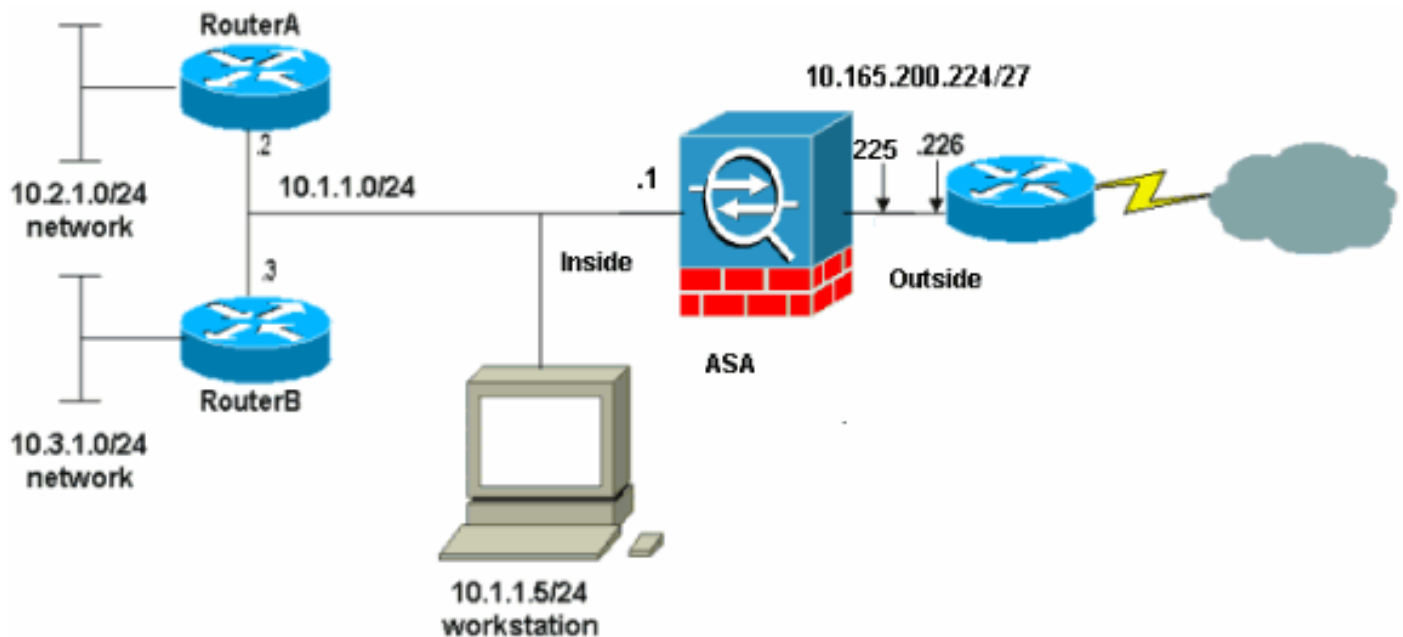 RouterA
10.165.200.224/27
.2
225
.226
10.2.1.0/24
network
10.1.1.0/24
.1
Inside
Outside
.3
ASA
RouterB
10.3.1.0/24
network
10.1.1.5/24
workstation